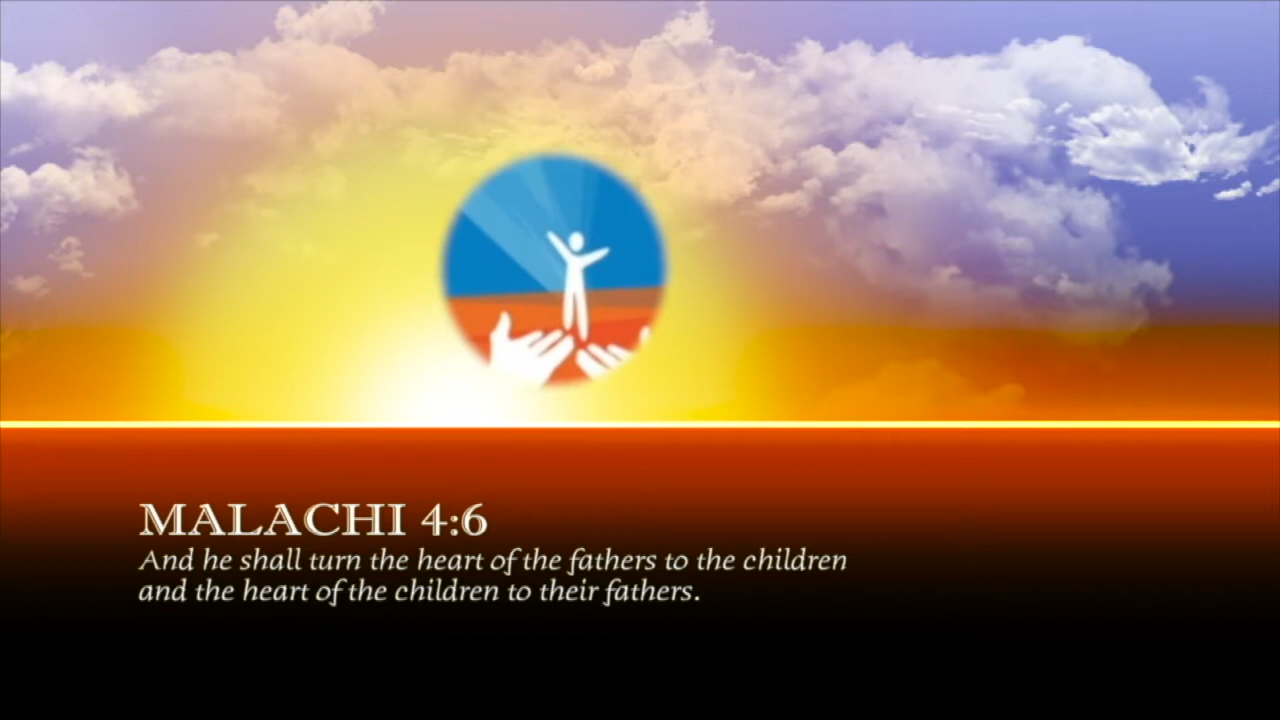 MALACHI 4:6
And he shall turn the heart of the fathers to the children
and the heart of the children to their fathers.